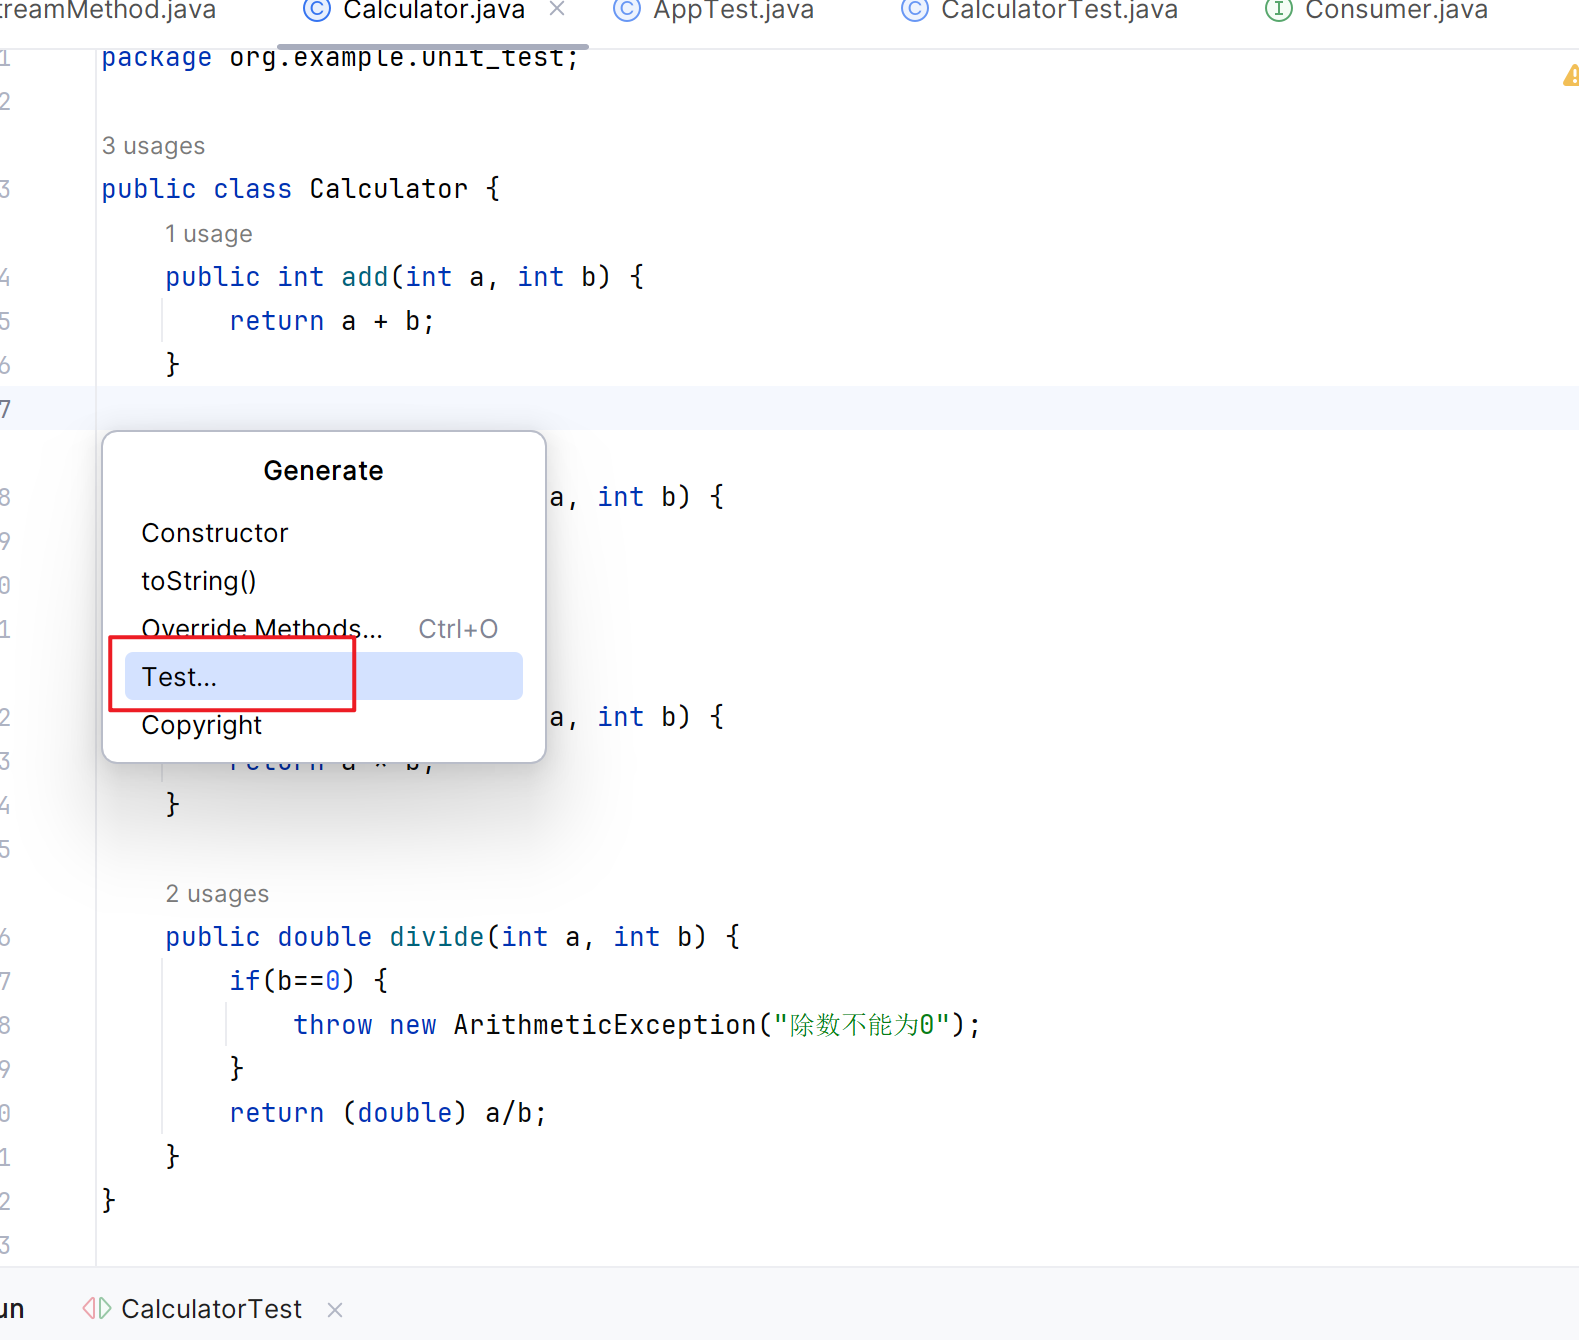 reamMethod.java Calculator.java AppTest.java CalculatorTest.java Consumer.java
1 package org.example.unit_test;
2
3 usages
3 public class Calculator {
1 usage
4 public int add(int a, int b) {
5 return a + b;
6 }
7
Generate
8 a, int b) {
Constructor
9
toString()
0
Override Methods... Ctrl+O
1
Test...
2 a, int b) {
Copyright
3 return a * b;
4 }
5
2 usages
6 public double divide(int a, int b) {
7 if(b==0) {
8 throw new ArithmeticException("除数不能为0");
9 }
0 return (double) a/b;
1 }
2 }
3
un CalculatorTest